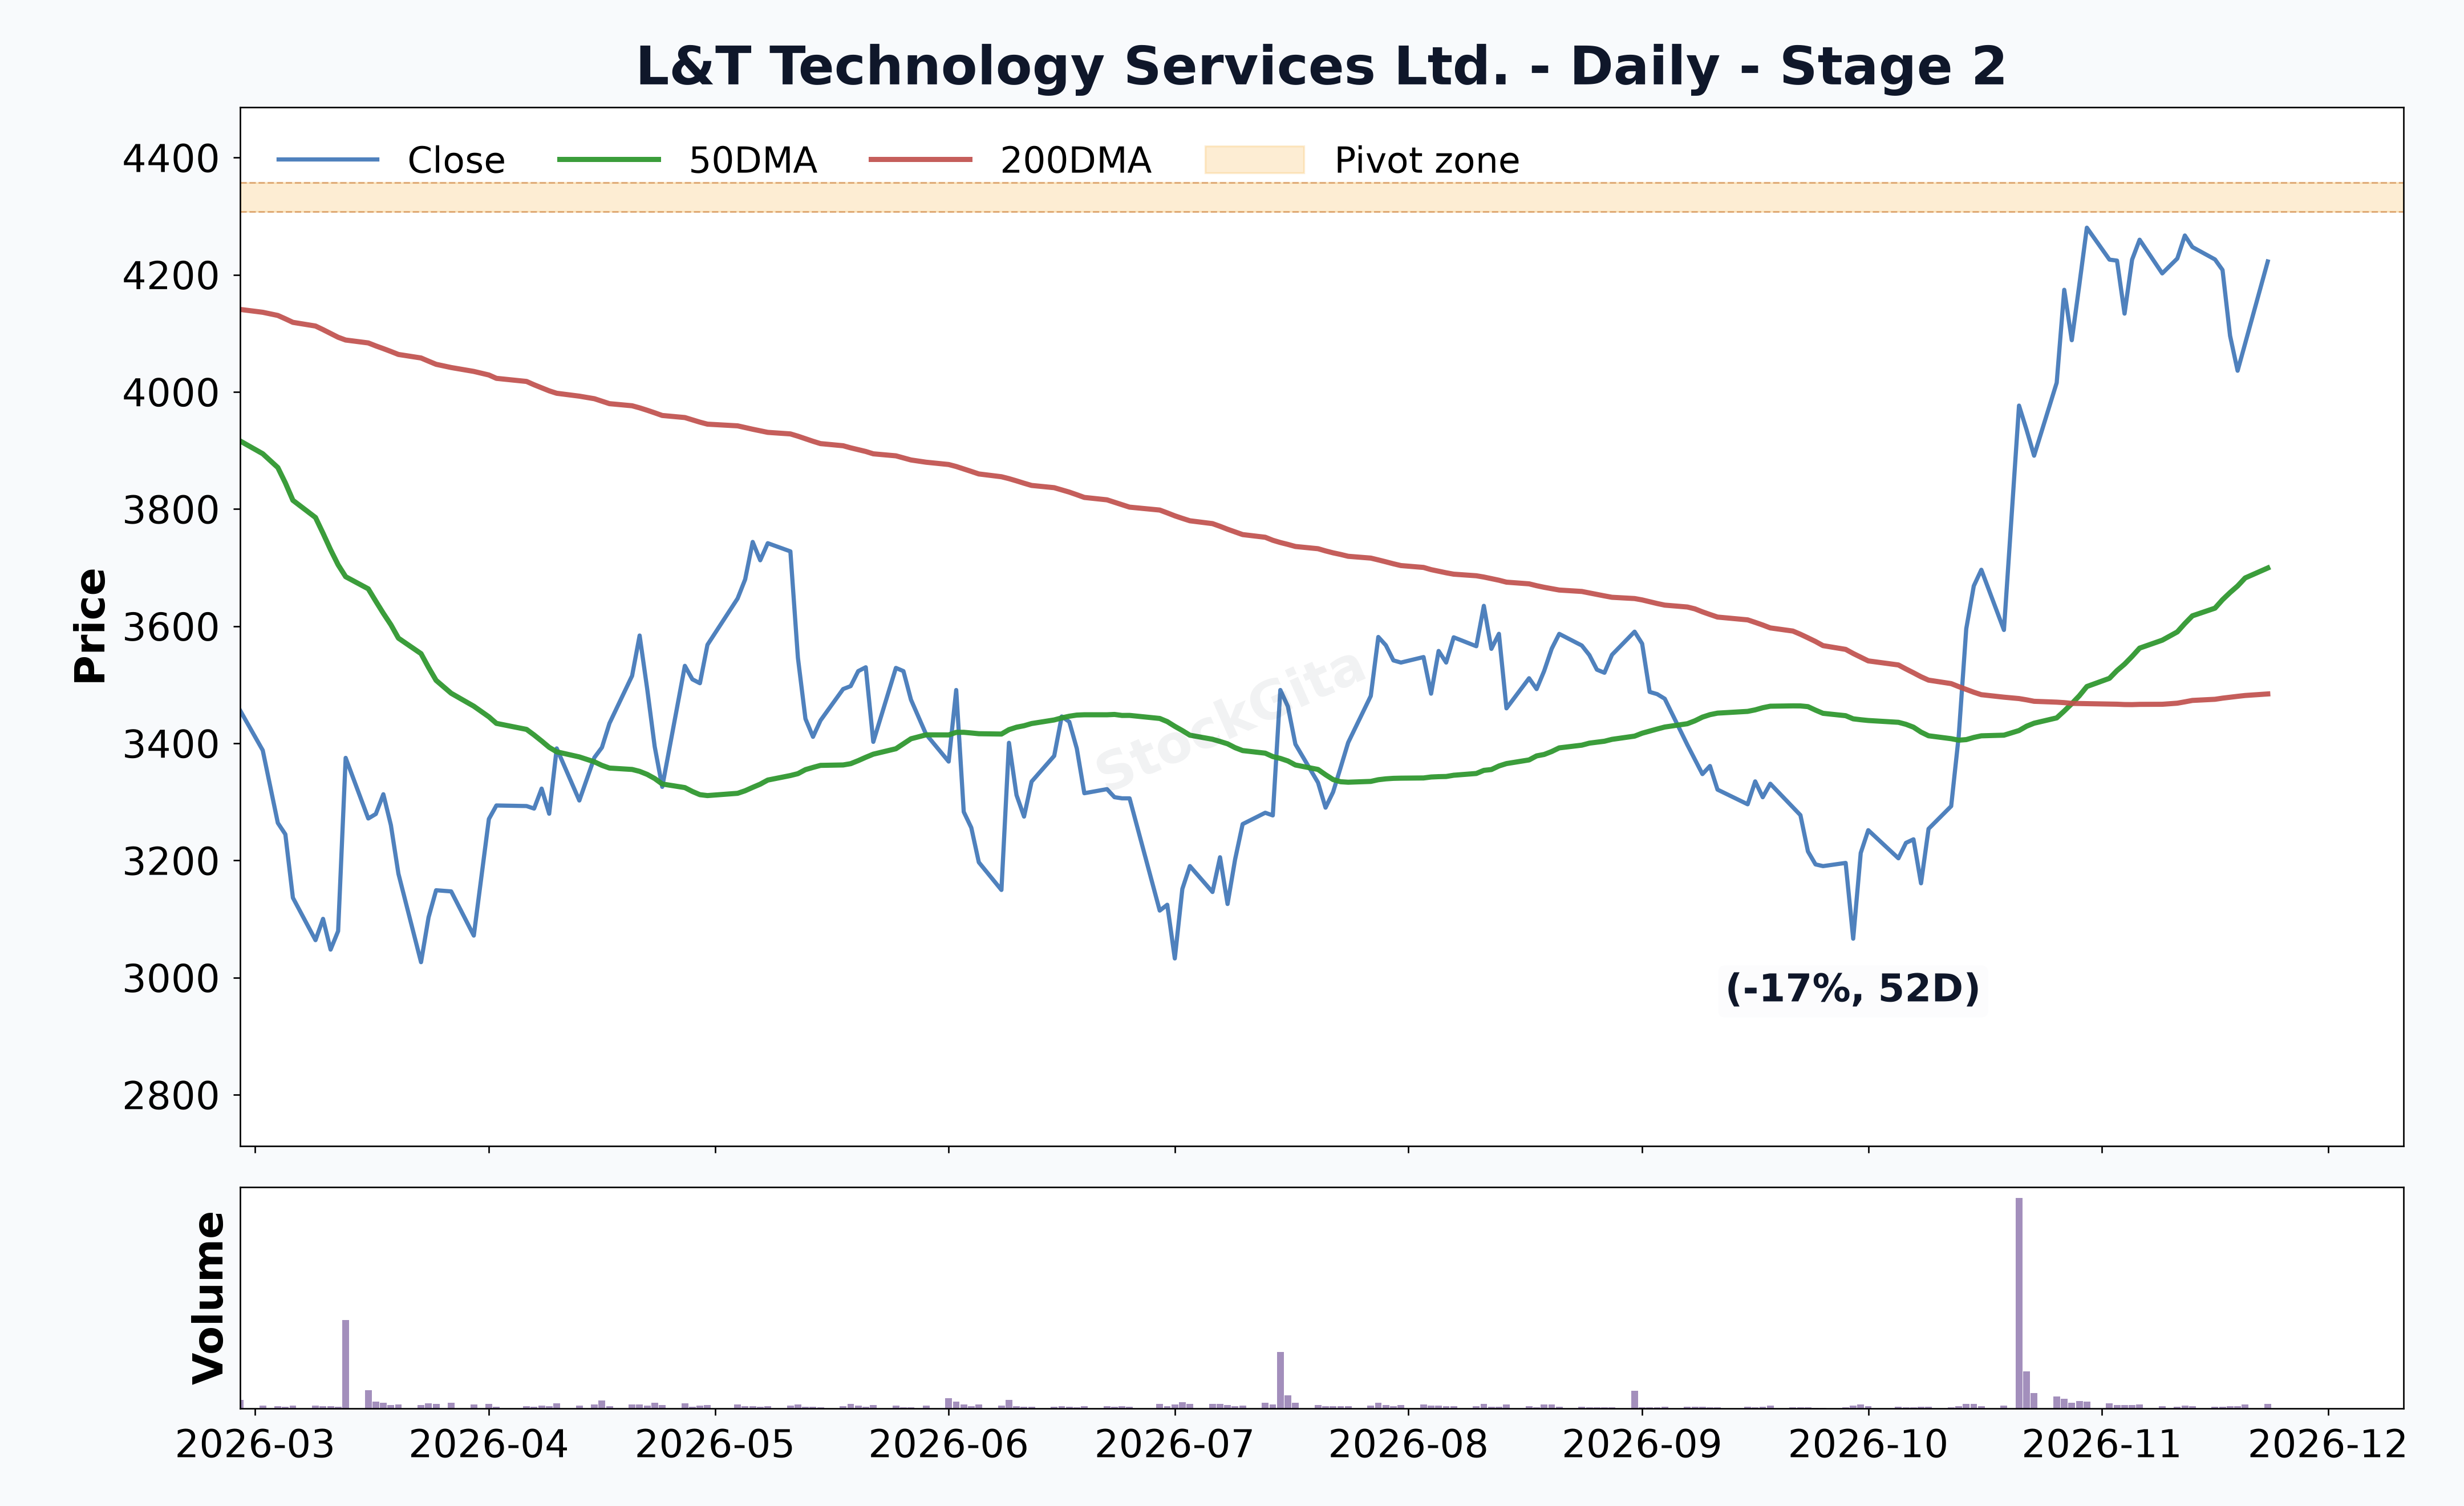 L&T Technology Services Ltd. - Daily - Stage 2
Close 50DMA 200DMA Pivot zone
4400
4200
4000
3800
3600
3400
3200
3000
2800
Price
StockGita
(-17%, 52D)
Volume
2026-03 2026-04 2026-05 2026-06 2026-07 2026-08 2026-09 2026-10 2026-11 2026-12